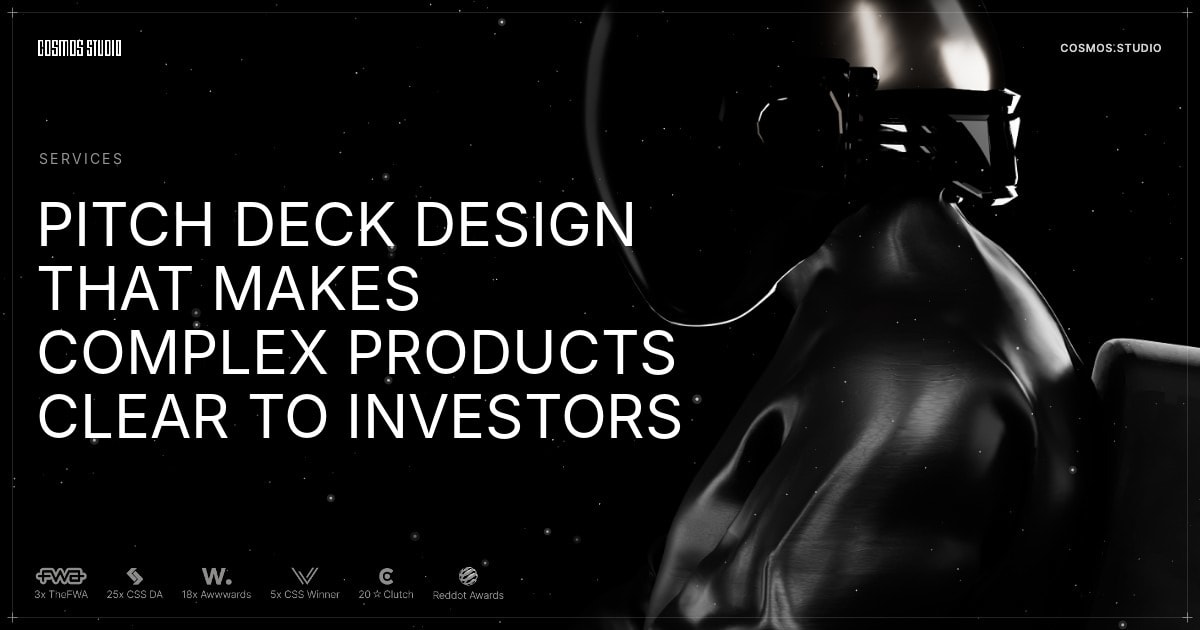 COSMOS STUDIO
COSMOS.STUDIO
SERVICES
PITCH DECK DESIGN
THAT MAKES
COMPLEX PRODUCTS
CLEAR TO INVESTORS
FWA
W.
3x TheFWA
25x CSS DA
18x Awwwards
5x CSS Winner
20 ☆ Clutch
Reddot Awards